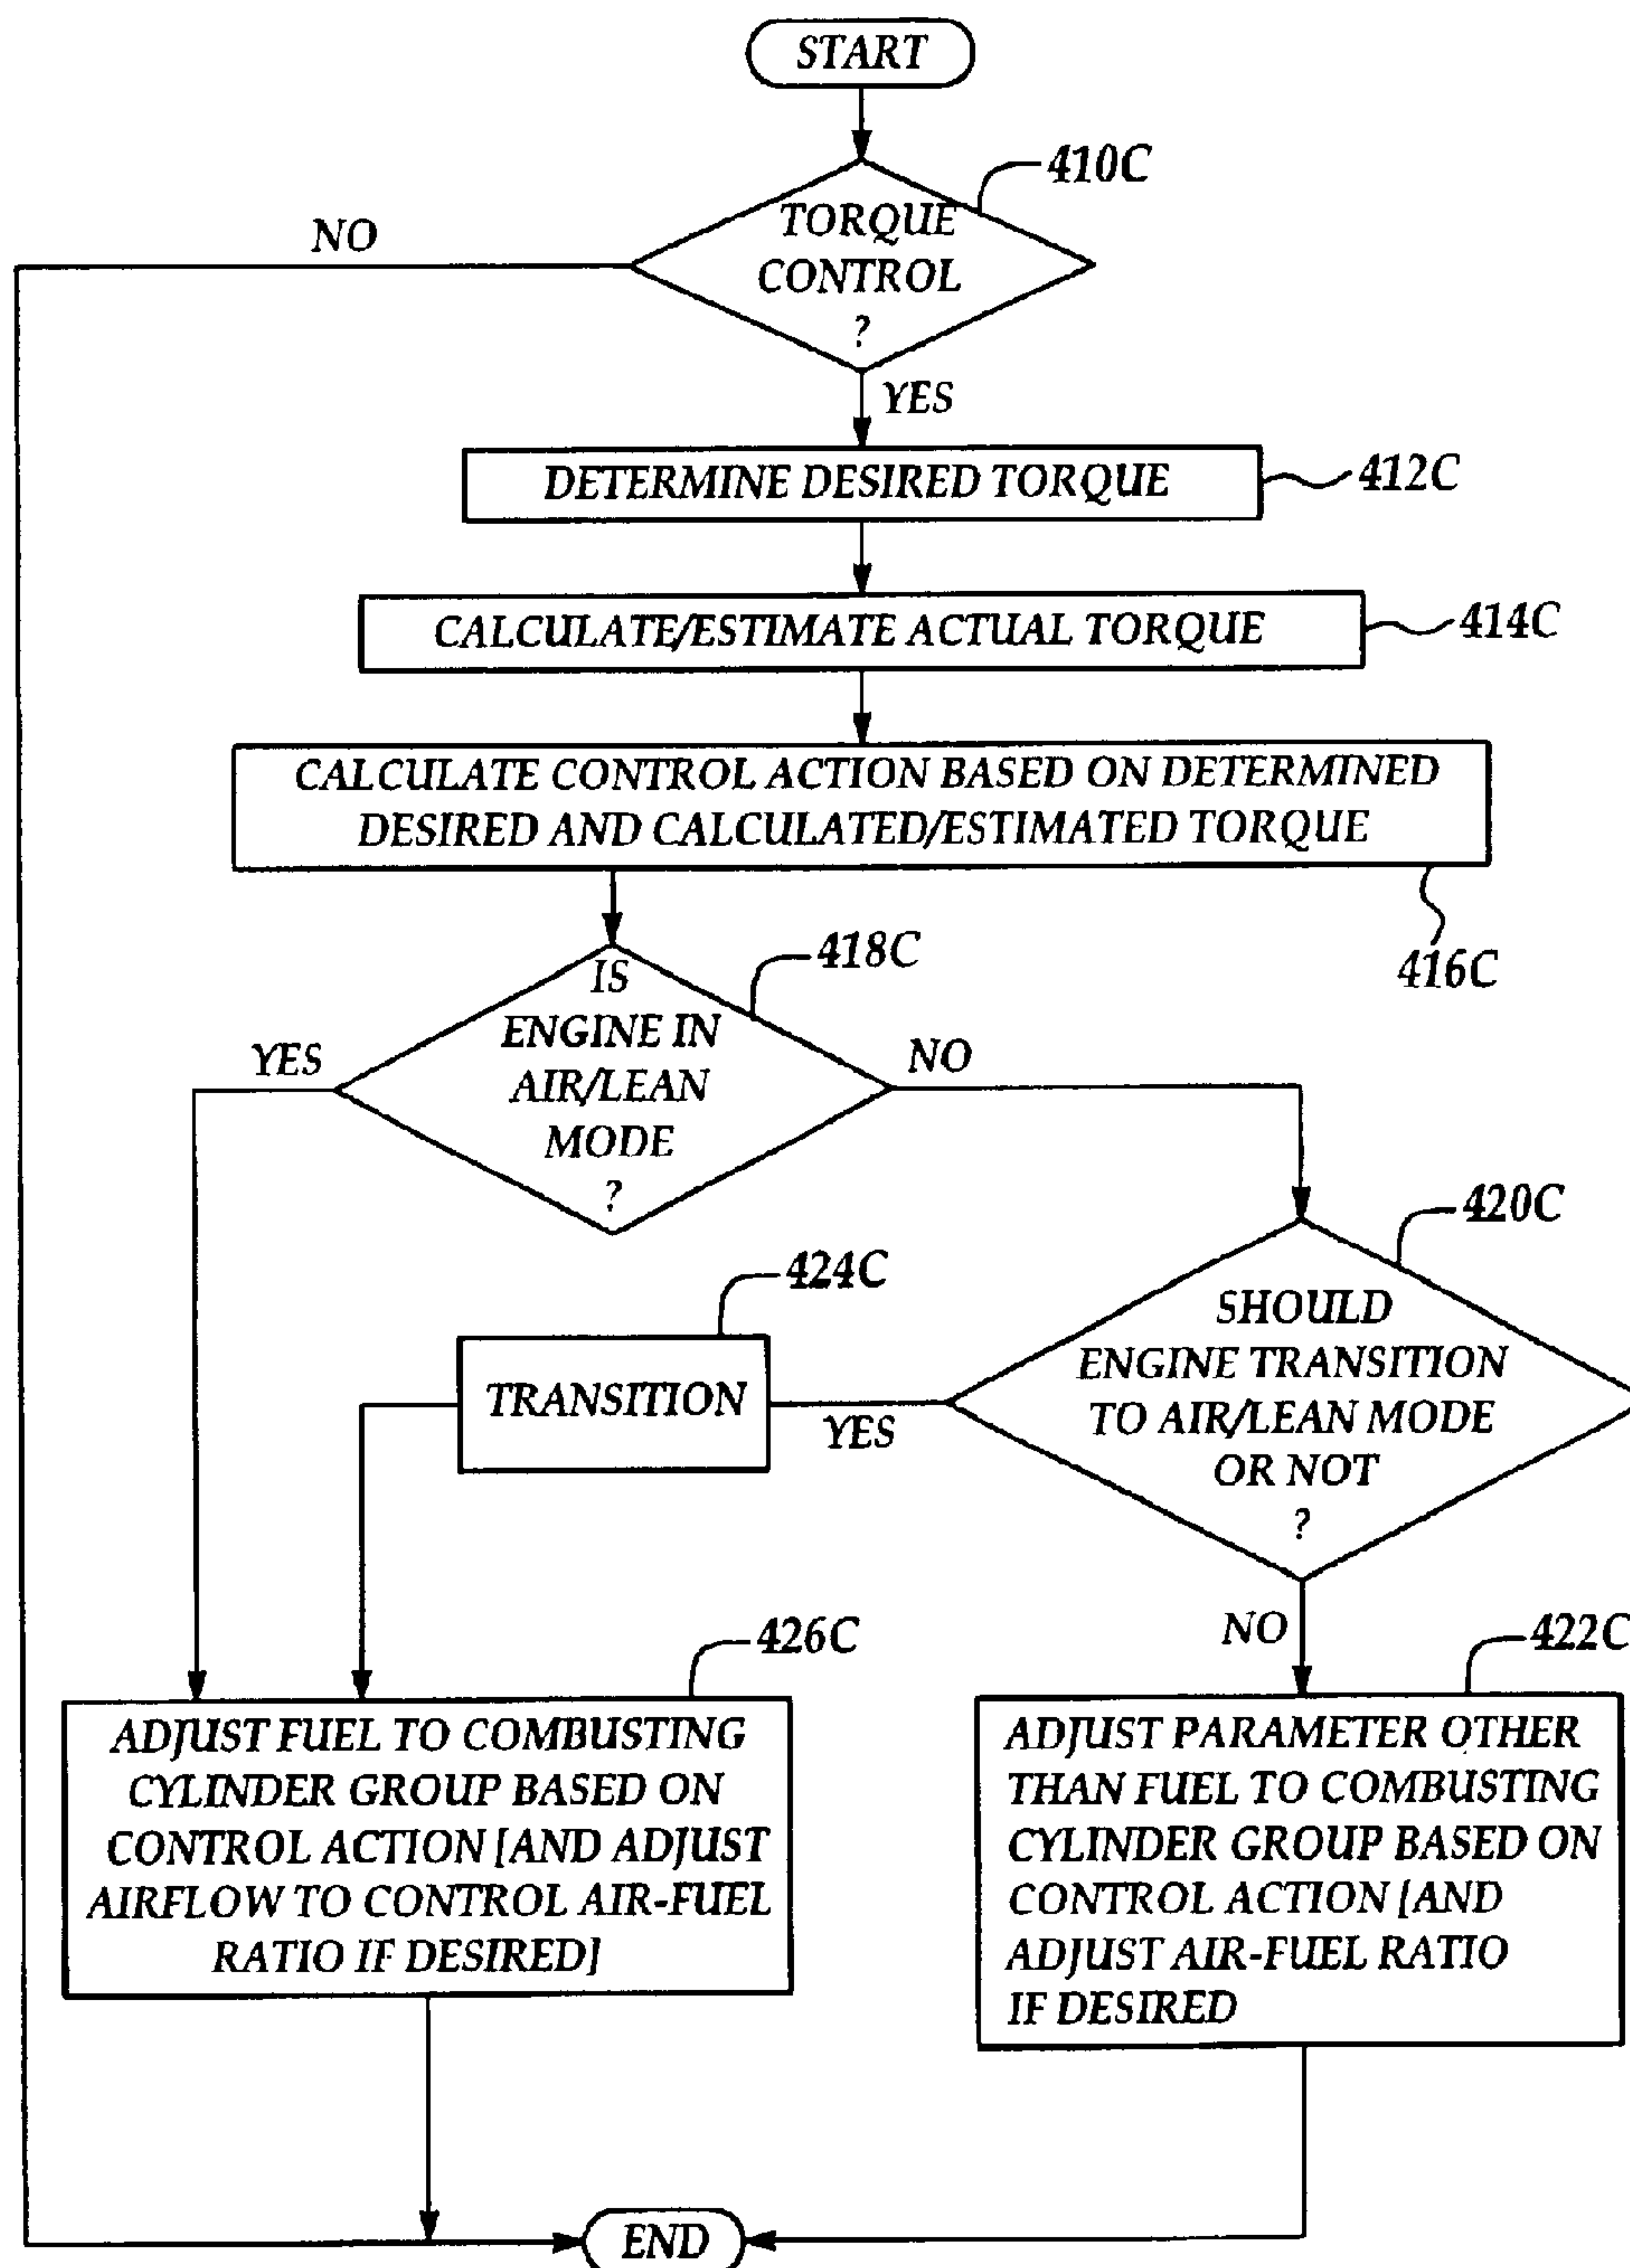 START
410C
NO
TORQUE
CONTROL
?
YES
DETERMINE DESIRED TORQUE
412C
CALCULATE/ESTIMATE ACTUAL TORQUE
414C
CALCULATE CONTROL ACTION BASED ON DETERMINED
DESIRED AND CALCULATED/ESTIMATED TORQUE
416C
418C
IS
ENGINE IN
AIR/LEAN
MODE
?
YES
NO
420C
424C
SHOULD
ENGINE TRANSITION
TO AIR/LEAN MODE
OR NOT
?
TRANSITION
YES
NO
426C
422C
ADJUST FUEL TO COMBUSTING
CYLINDER GROUP BASED ON
CONTROL ACTION [AND ADJUST
AIRFLOW TO CONTROL AIR-FUEL
RATIO IF DESIRED]
ADJUST PARAMETER OTHER
THAN FUEL TO COMBUSTING
CYLINDER GROUP BASED ON
CONTROL ACTION [AND
ADJUST AIR-FUEL RATIO
IF DESIRED
END